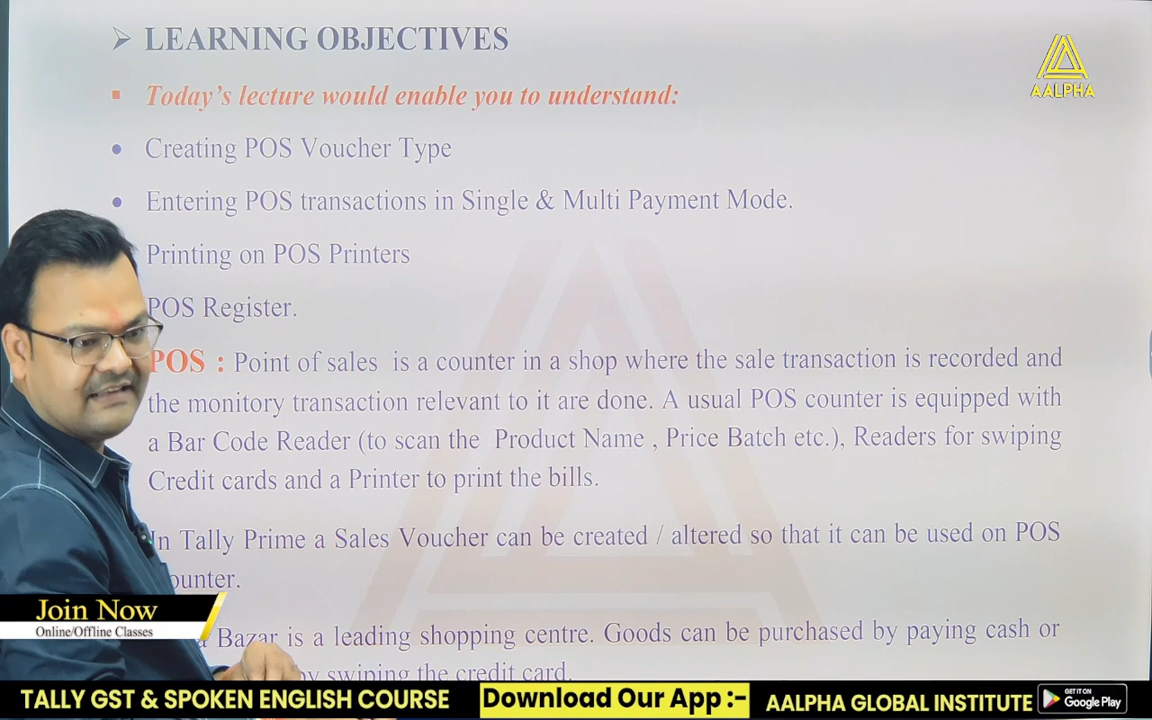 ➢ LEARNING OBJECTIVES
AALPHA
▪ Today's lecture would enable you to understand:
• Creating POS Voucher Type
• Entering POS transactions in Single & Multi Payment Mode.
Printing on POS Printers
POS Register.
POS : Point of sales is a counter in a shop where the sale transaction is recorded and
the monitory transaction relevant to it are done. A usual POS counter is equipped with
a Bar Code Reader (to scan the Product Name , Price Batch etc.), Readers for swiping
Credit cards and a Printer to print the bills.
In Tally Prime a Sales Voucher can be created / altered so that it can be used on POS
ounter.
Bazar is a leading shopping centre. Goods can be purchased by paying cash or
by swiping the credit card.
Join Now
Online/Offline Classes
TALLY GST & SPOKEN ENGLISH COURSE
Download Our App :-
AALPHA GLOBAL INSTITUTE
GET IT ON
Google Play